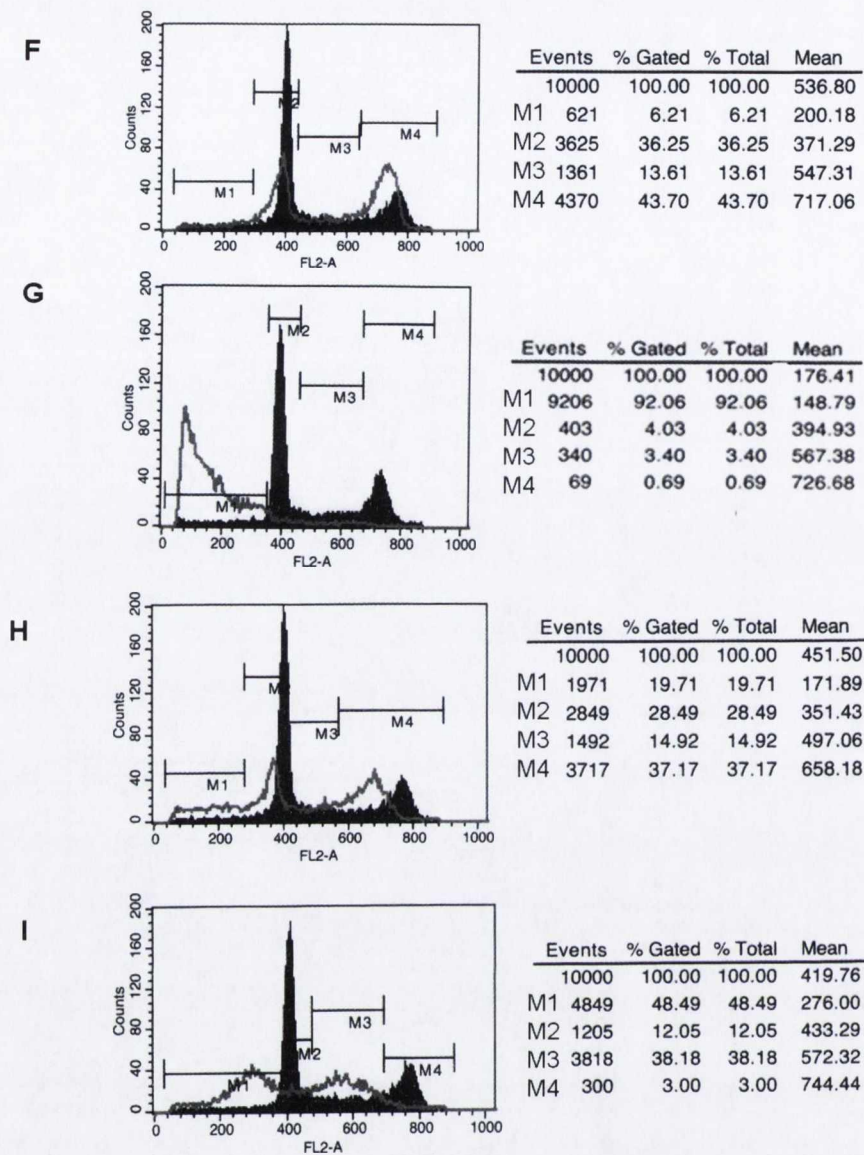 F
200
160
120
80
40
0
Counts
M1
M2
M3
M4
0 200 400 600 800 1000
FL2-A
Events % Gated % Total Mean
10000 100.00 100.00 536.80
M1 621 6.21 6.21 200.18
M2 3625 36.25 36.25 371.29
M3 1361 13.61 13.61 547.31
M4 4370 43.70 43.70 717.06
G
200
160
120
80
40
0
Counts
M1
M2
M3
M4
0 200 400 600 800 1000
FL2-A
Events % Gated % Total Mean
10000 100.00 100.00 176.41
M1 9206 92.06 92.06 148.79
M2 403 4.03 4.03 394.93
M3 340 3.40 3.40 567.38
M4 69 0.69 0.69 726.68
H
200
160
120
80
40
0
Counts
M1
M2
M3
M4
0 200 400 600 800 1000
FL2-A
Events % Gated % Total Mean
10000 100.00 100.00 451.50
M1 1971 19.71 19.71 171.89
M2 2849 28.49 28.49 351.43
M3 1492 14.92 14.92 497.06
M4 3717 37.17 37.17 658.18
I
200
160
120
80
40
0
Counts
M1
M2
M3
M4
0 200 400 600 800 1000
FL2-A
Events % Gated % Total Mean
10000 100.00 100.00 419.76
M1 4849 48.49 48.49 276.00
M2 1205 12.05 12.05 433.29
M3 3818 38.18 38.18 572.32
M4 300 3.00 3.00 744.44